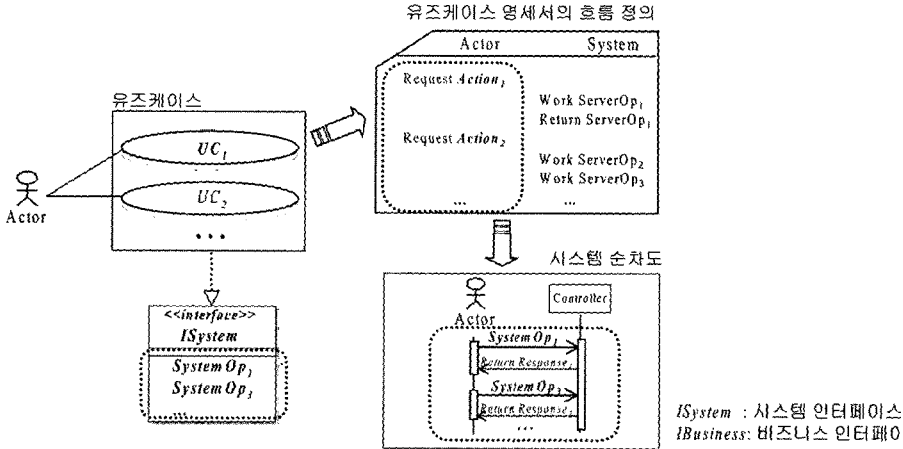 유즈케이스 명세서의 흐름 정의
Actor System
Request Action₁
Work ServerOp₁
Return ServerOp₁
Request Action₂
Work ServerOp₂
Work ServerOp₃
... ...
유즈케이스
UC₁
UC₂
...
Actor
<<interface>>
ISystem
SystemOp₁
SystemOp₃
...
시스템 순차도
Actor
Controller
SystemOp₁
Return Response₁
SystemOp₃
Return Response
...
ISystem : 시스템 인터페이스
IBusiness: 비즈니스 인터페이